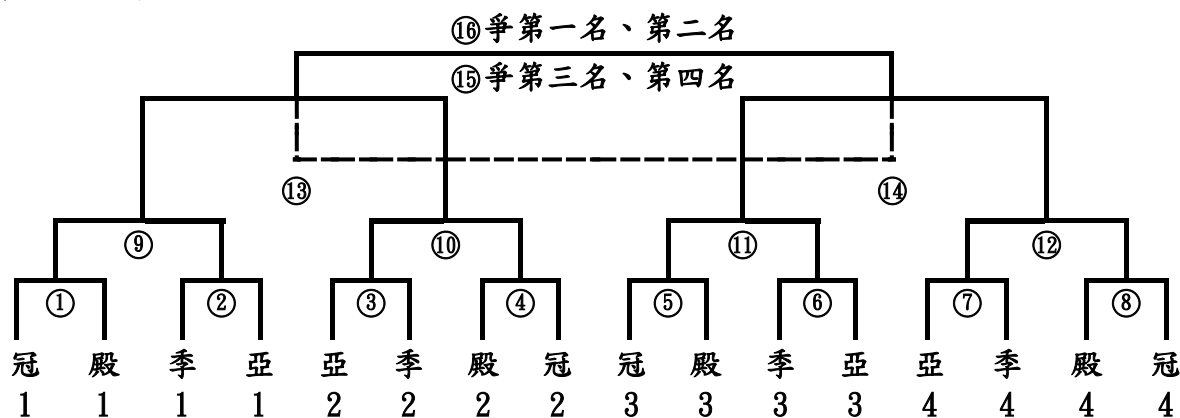 ⑯爭第一名、第二名
⑮爭第三名、第四名
⑬ ⑭
⑨ ⑩ ⑪ ⑫
① ② ③ ④ ⑤ ⑥ ⑦ ⑧
冠 殿 季 亞 亞 季 殿 冠 冠 殿 季 亞 亞 季 殿 冠
1 1 1 1 2 2 2 2 3 3 3 3 4 4 4 4